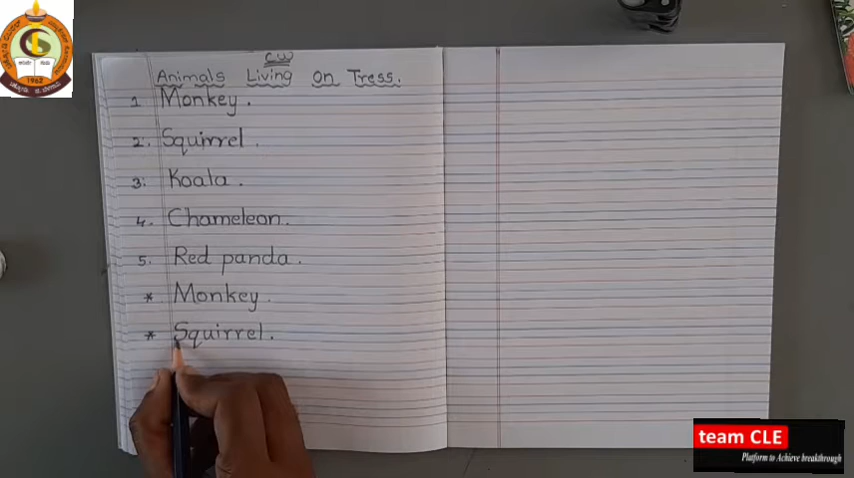 CW
Animals Living on Tress.
1. Monkey.
2. Squirrel.
3. Koala.
4. Chameleon.
5. Red panda.
* Monkey.
* Squirrel.
1962
team CLE
Platform to Achieve breakthrough